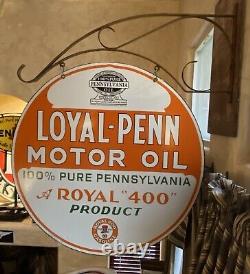 PENNSYLVANIA
LOYAL-PENN
MOTOR OIL
100% PURE PENNSYLVANIA
A ROYAL "400"
PRODUCT